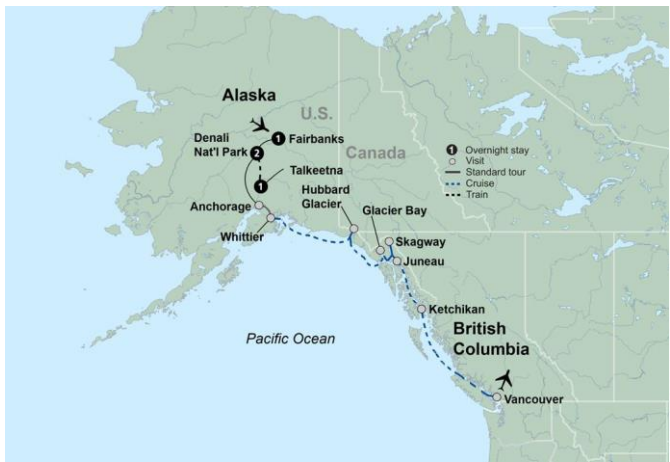 Alaska
U.S.
Canada
1
Fairbanks
Denali
Nat'l Park
2
1
Talkeetna
Anchorage
Whittier
Hubbard
Glacier
Glacier Bay
Skagway
Juneau
Ketchikan
British
Columbia
Pacific Ocean
Vancouver
1 Overnight stay
Visit
Standard tour
Cruise
Train